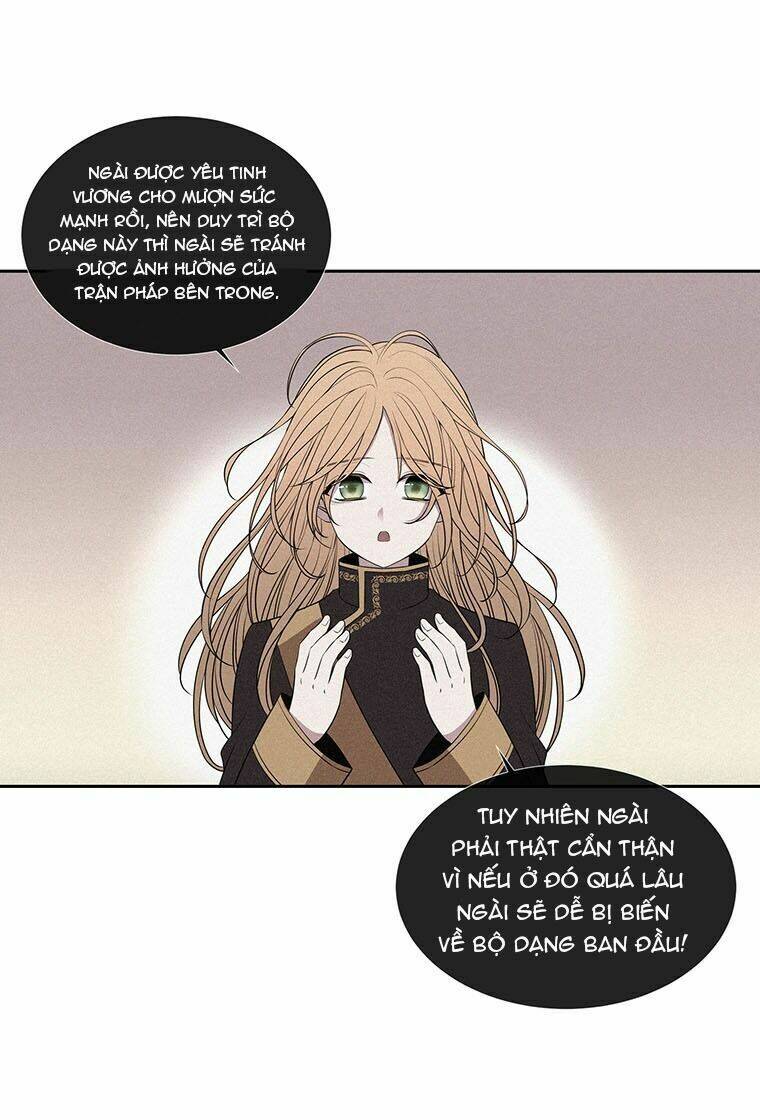 NGÀI ĐƯỢC YÊU TINH
VƯƠNG CHO MƯỢN SỨC
MẠNH RỒI, NÊN DUY TRÌ BỘ
DẠNG NÀY THÌ NGÀI SẼ TRÁNH
ĐƯỢC ẢNH HƯỞNG CỦA
TRẬN PHÁP BÊN TRONG.
TUY NHIÊN NGÀI
PHẢI THẬT CẨN THẬN
VÌ NẾU Ở ĐÓ QUÁ LÂU
NGÀI SẼ DỄ BỊ BIẾN
VỀ BỘ DẠNG BAN ĐẦU!